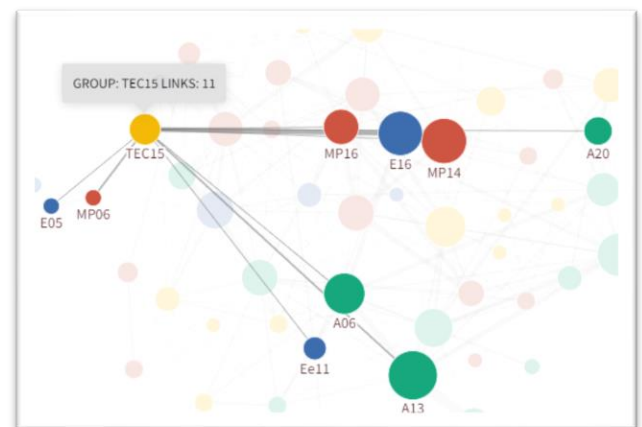 GROUP: TEC15 LINKS: 11
TEC15
MP16
E16
MP14
A20
E05
MP06
A06
Ee11
A13